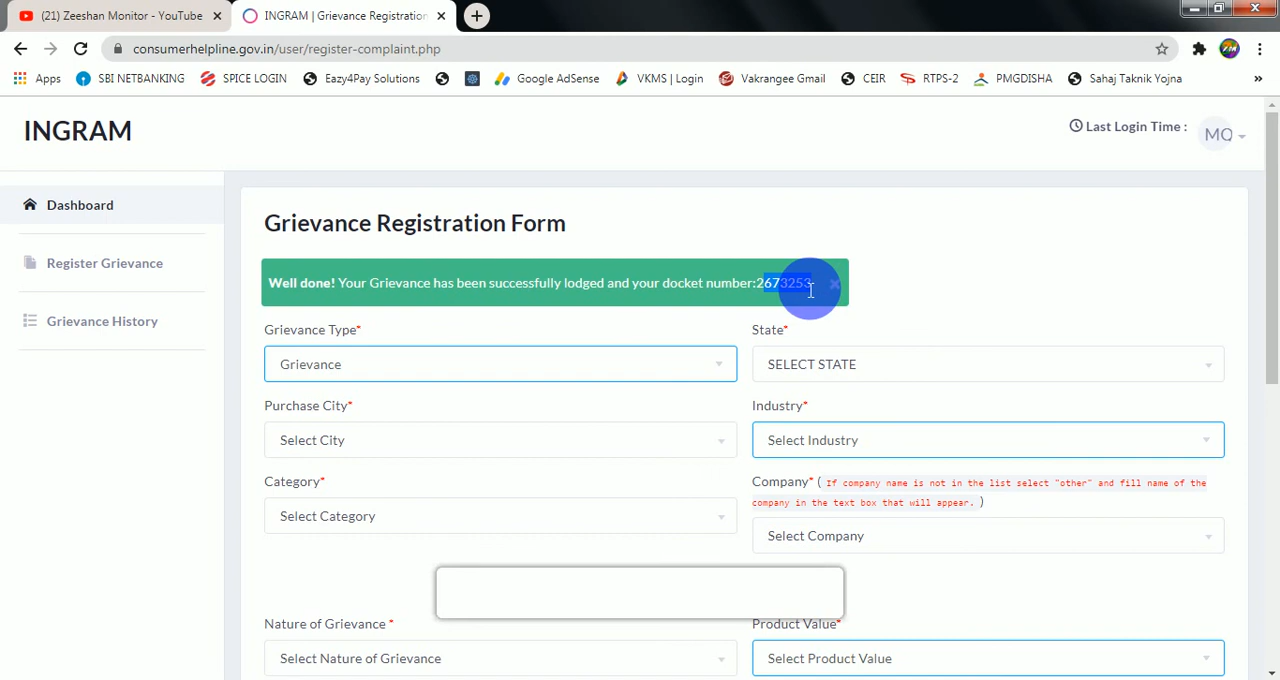 (21) Zeeshan Monitor - YouTube
INGRAM | Grievance Registration
consumerhelpline.gov.in/user/register-complaint.php
Apps SBI NETBANKING SPICE LOGIN Eazy4Pay Solutions Google AdSense VKMS | Login Vakrangee Gmail CEIR RTPS-2 PMGDISHA Sahaj Taknik Yojna »
INGRAM
Last Login Time :
MO
Dashboard
Register Grievance
Grievance History
Grievance Registration Form
Well done! Your Grievance has been successfully lodged and your docket number:2673253
Grievance Type* State*
Grievance SELECT STATE
Purchase City* Industry*
Select City Select Industry
Category* Company* ( If company name is not in the list select "other" and fill name of the
company in the text box that will appear. )
Select Category Select Company
Nature of Grievance * Product Value*
Select Nature of Grievance Select Product Value